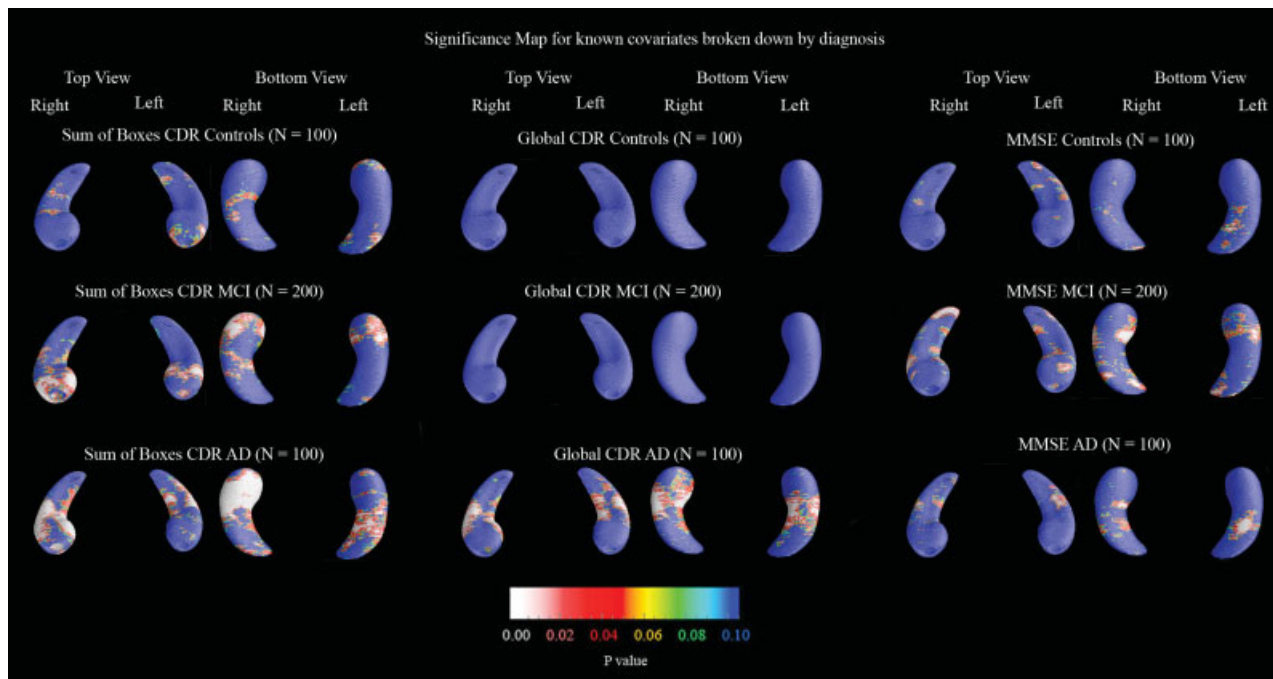 Significance Map for known covariates broken down by diagnosis
Top View Bottom View Top View Bottom View Top View Bottom View
Right Left Right Left Right Left Right Left Right Left Right Left
Sum of Boxes CDR Controls (N = 100) Global CDR Controls (N = 100) MMSE Controls (N = 100)
Sum of Boxes CDR MCI (N = 200) Global CDR MCI (N = 200) MMSE MCI (N = 200)
Sum of Boxes CDR AD (N = 100) Global CDR AD (N = 100) MMSE AD (N = 100)
0.00 0.02 0.04 0.06 0.08 0.10
P value